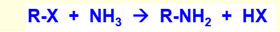 R-X + NH₃ → R-NH₂ + HX